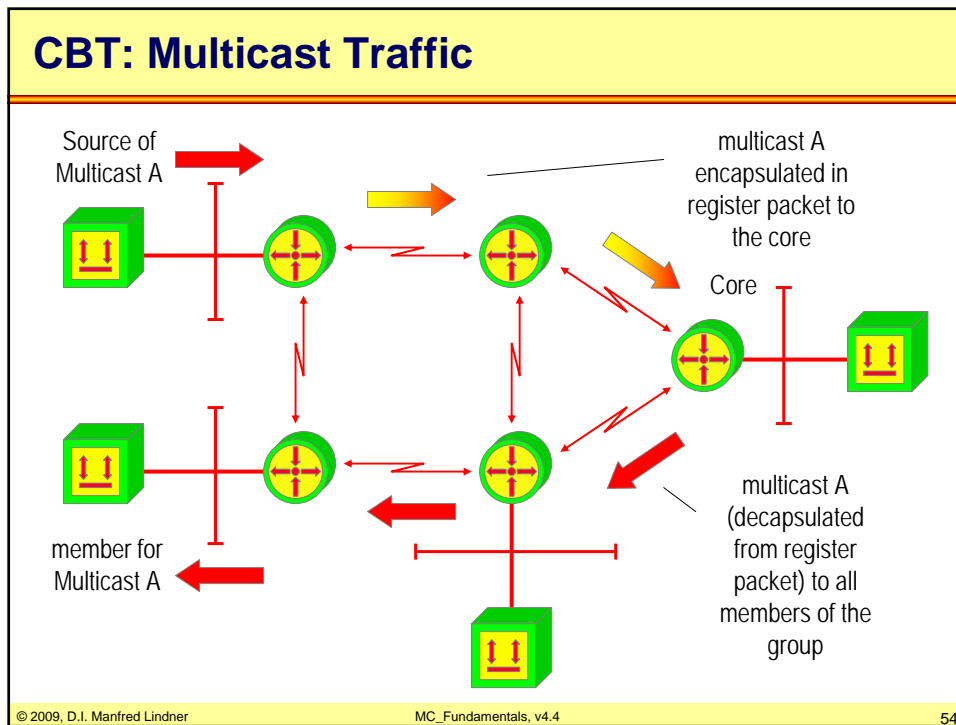 CBT: Multicast Traffic
Source of
Multicast A
multicast A
encapsulated in
register packet to
the core
Core
member for
Multicast A
multicast A
(decapsulated
from register
packet) to all
members of the
group
© 2009, D.I. Manfred Lindner
MC_Fundamentals, v4.4
54